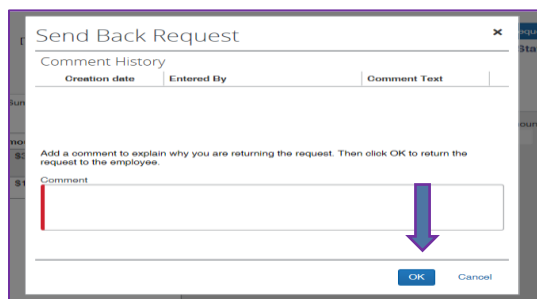 Send Back Request
×
Comment History
Creation date Entered By Comment Text
Add a comment to explain why you are returning the request. Then click OK to return the
request to the employee.
Comment
OK Cancel